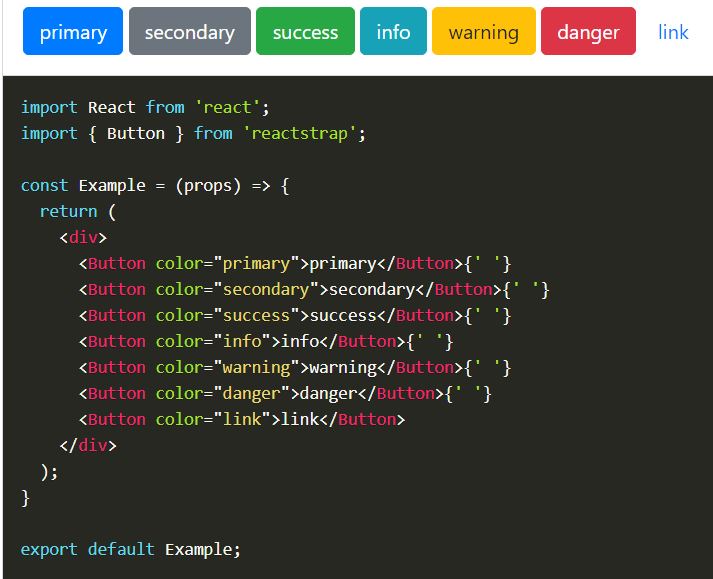 primary secondary success info warning danger link
import React from 'react';
import { Button } from 'reactstrap';
const Example = (props) => {
  return (
    <div>
      <Button color="primary">primary</Button>{' '}
      <Button color="secondary">secondary</Button>{' '}
      <Button color="success">success</Button>{' '}
      <Button color="info">info</Button>{' '}
      <Button color="warning">warning</Button>{' '}
      <Button color="danger">danger</Button>{' '}
      <Button color="link">link</Button>
    </div>
  );
}
export default Example;